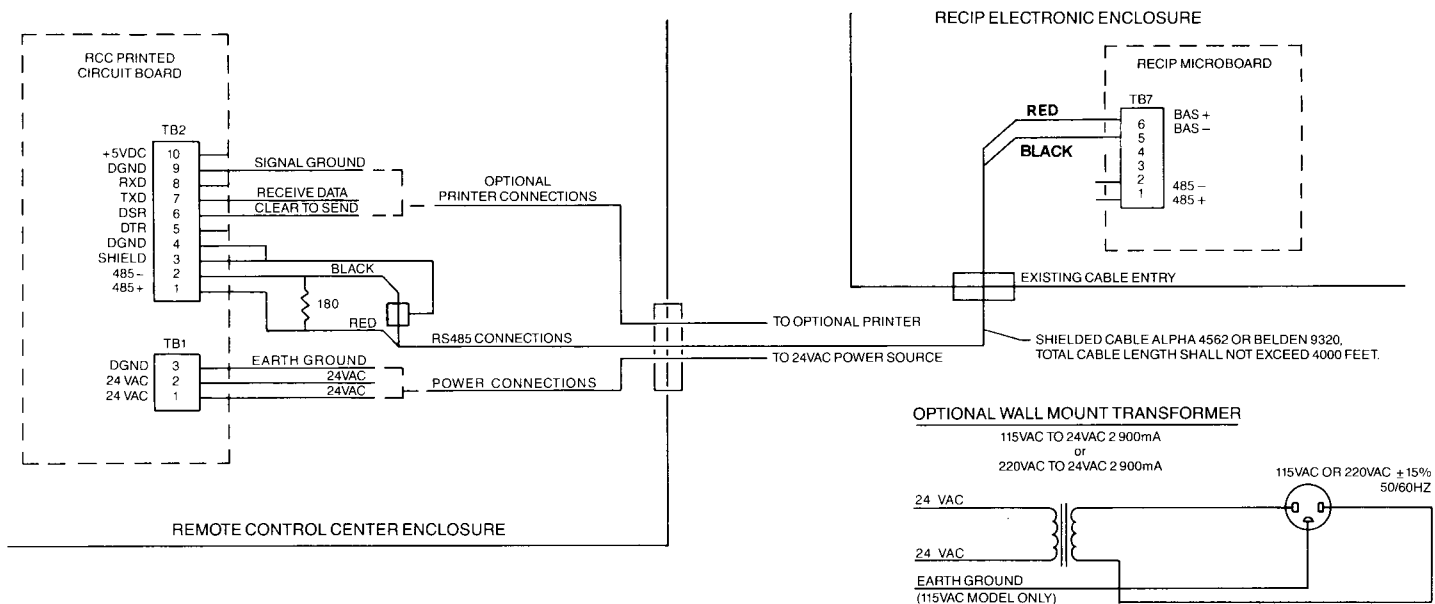 RECIP ELECTRONIC ENCLOSURE
RCC PRINTED
CIRCUIT BOARD
TB2
+5VDC 10
DGND 9
RXD 8
TXD 7
DSR 6
DTR 5
DGND 4
SHIELD 3
485- 2
485+ 1
SIGNAL GROUND
RECEIVE DATA
CLEAR TO SEND
OPTIONAL
PRINTER CONNECTIONS
BLACK
180
RED
RS485 CONNECTIONS
TB1
DGND 3
24 VAC 2
24 VAC 1
EARTH GROUND
24VAC
24VAC
POWER CONNECTIONS
TO OPTIONAL PRINTER
TO 24VAC POWER SOURCE
REMOTE CONTROL CENTER ENCLOSURE
RECIP MICROBOARD
TB7
RED
BLACK
6 BAS +
5 BAS -
4
3
2 485 -
1 485 +
EXISTING CABLE ENTRY
SHIELDED CABLE ALPHA 4562 OR BELDEN 9320,
TOTAL CABLE LENGTH SHALL NOT EXCEED 4000 FEET.
OPTIONAL WALL MOUNT TRANSFORMER
115VAC TO 24VAC 2 900mA
or
220VAC TO 24VAC 2 900mA
115VAC OR 220VAC ±15%
50/60HZ
24 VAC
24 VAC
EARTH GROUND
(115VAC MODEL ONLY)